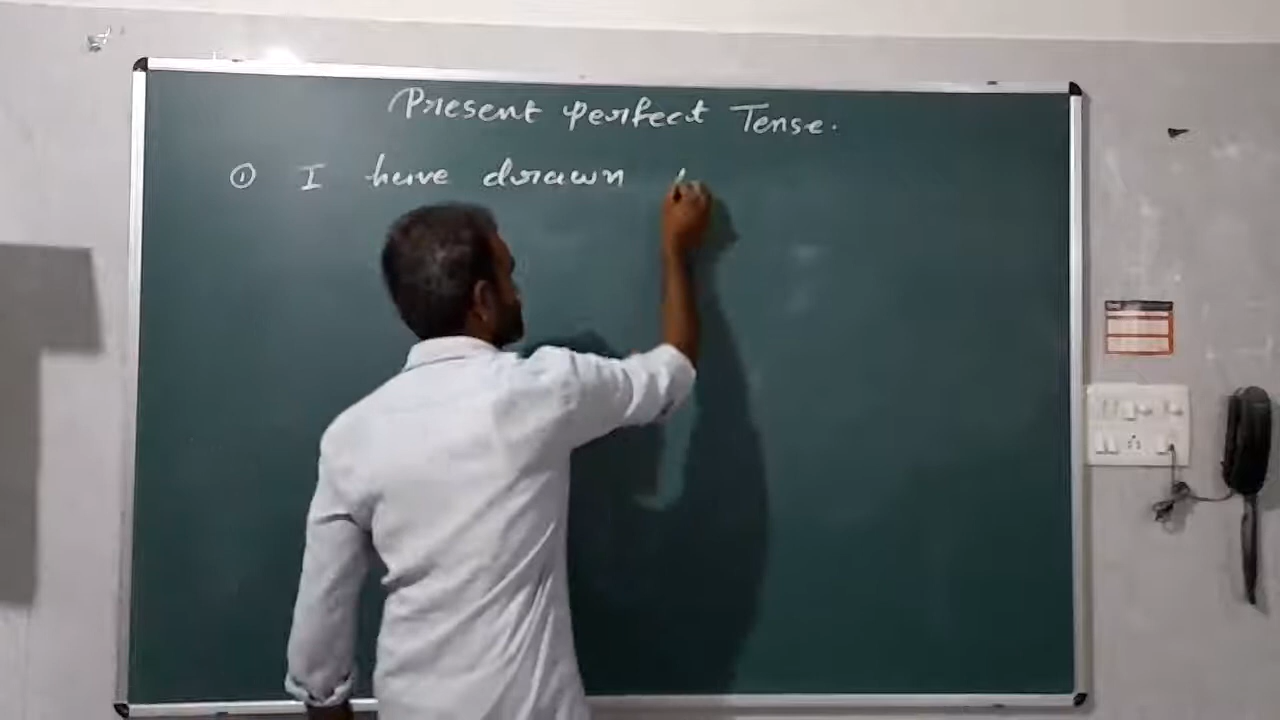 Present perfect Tense.
① I have drawn